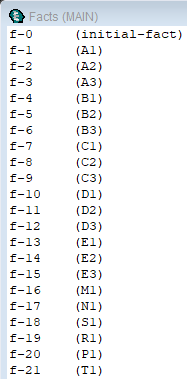 Facts (MAIN)
f-0 (initial-fact)
f-1 (A1)
f-2 (A2)
f-3 (A3)
f-4 (B1)
f-5 (B2)
f-6 (B3)
f-7 (C1)
f-8 (C2)
f-9 (C3)
f-10 (D1)
f-11 (D2)
f-12 (D3)
f-13 (E1)
f-14 (E2)
f-15 (E3)
f-16 (M1)
f-17 (N1)
f-18 (S1)
f-19 (R1)
f-20 (P1)
f-21 (T1)